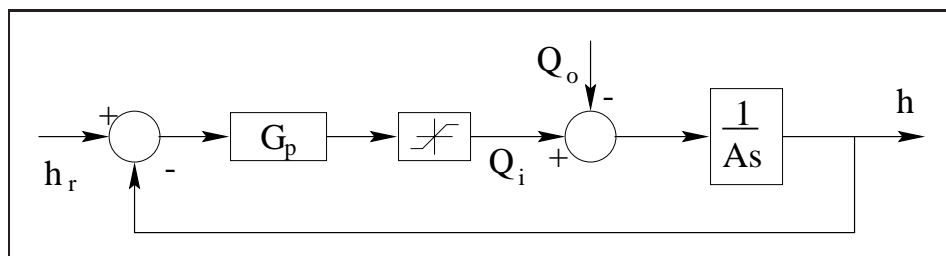 Q_o
-
h
+
G_p
1
As
h_r
-
Q_i
+